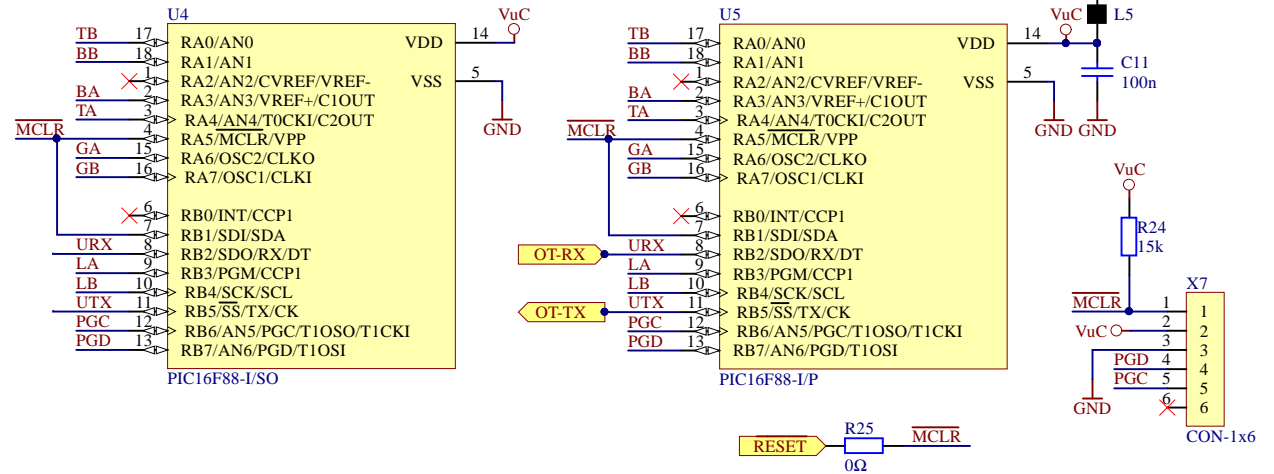 U4
TB 17 RA0/AN0 VDD 14 VuC
BB 18 RA1/AN1
1 RA2/AN2/CVREF/VREF- VSS 5
BA 2 RA3/AN3/VREF+/C1OUT
TA 3 RA4/AN4/T0CKI/C2OUT GND
MCLR 4 RA5/MCLR/VPP
GA 15 RA6/OSC2/CLKO
GB 16 RA7/OSC1/CLKI
6 RB0/INT/CCP1
7 RB1/SDI/SDA
URX 8 RB2/SDO/RX/DT
LA 9 RB3/PGM/CCP1
LB 10 RB4/SCK/SCL
UTX 11 RB5/SS/TX/CK
PGC 12 RB6/AN5/PGC/T1OSO/T1CKI
PGD 13 RB7/AN6/PGD/T1OSI
PIC16F88-I/SO
U5
TB 17 RA0/AN0 VDD 14 VuC
BB 18 RA1/AN1
1 RA2/AN2/CVREF/VREF- VSS 5
BA 2 RA3/AN3/VREF+/C1OUT
TA 3 RA4/AN4/T0CKI/C2OUT GND
MCLR 4 RA5/MCLR/VPP
GA 15 RA6/OSC2/CLKO
GB 16 RA7/OSC1/CLKI
6 RB0/INT/CCP1
7 RB1/SDI/SDA
OT-RX URX 8 RB2/SDO/RX/DT
LA 9 RB3/PGM/CCP1
LB 10 RB4/SCK/SCL
OT-TX UTX 11 RB5/SS/TX/CK
PGC 12 RB6/AN5/PGC/T1OSO/T1CKI
PGD 13 RB7/AN6/PGD/T1OSI
PIC16F88-I/P
L5
C11
100n
GND
VuC
R24
15k
X7
MCLR 1 1
VuC 2 2
3 3
PGD 4 4
PGC 5 5
GND 6 6
CON-1x6
R25
RESET MCLR
0Ω